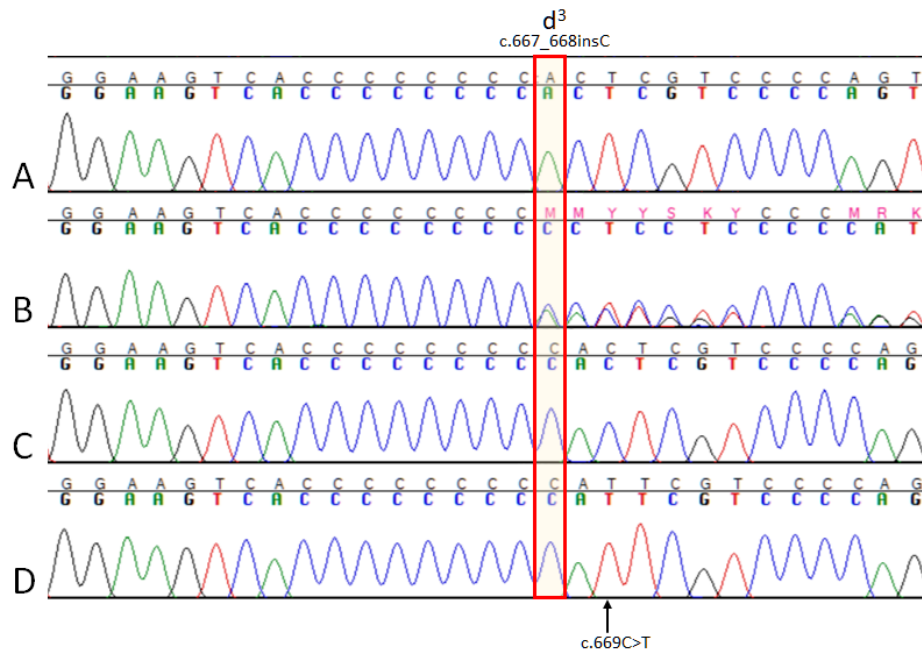 d³
c.667_668insC
G G A A G T C A C C C C C C C C A C T C G T C C C C A G T
G G A A G T C A C C C C C C C C A C T C G T C C C C A G T
A
G G A A G T C A C C C C C C C C M M Y Y S K Y C C C M R K
G G A A G T C A C C C C C C C C C C T C C T C C C C C A T
B
G G A A G T C A C C C C C C C C C A C T C G T C C C C A G
G G A A G T C A C C C C C C C C C A C T C G T C C C C A G
C
G G A A G T C A C C C C C C C C C A T T C G T C C C C A G
G G A A G T C A C C C C C C C C C A T T C G T C C C C A G
D
c.669C>T